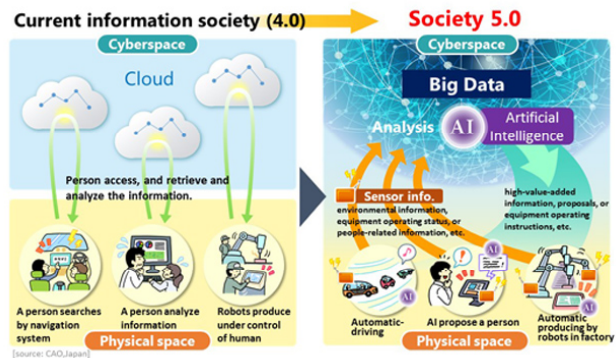 Current information society (4.0)
Society 5.0
Cyberspace
Cloud
Person access, and retrieve and
analyze the information.
A person searches
by navigation
system
A person analyze
information
Robots produce
under control
of human
Physical space
[source: CAO,Japan]
Cyberspace
Big Data
Analysis
AI
Artificial
Intelligence
Sensor info.
environmental information,
equipment operating status, or
people-related information, etc.
high-value-added
information, proposals, or
equipment operating
instructions, etc.
AI
AI
AI
Automatic-
driving
AI propose a person
Automatic
producing by
robots in factory
Physical space